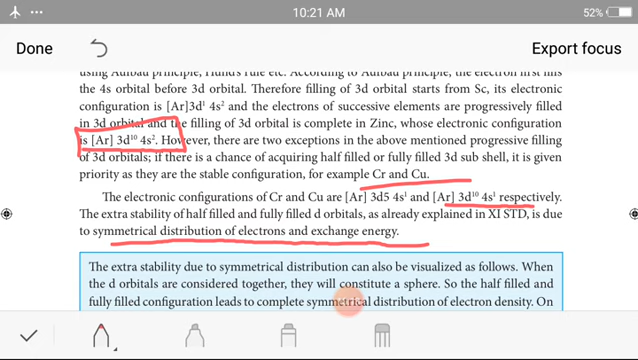 10:21 AM
52%
Done
Export focus
using Aufbau principle, Hund's rule etc. According to Aufbau principle, the electron first fills
the 4s orbital before 3d orbital. Therefore filling of 3d orbital starts from Sc, its electronic
configuration is [Ar]3d¹ 4s² and the electrons of successive elements are progressively filled
in 3d orbital and the filling of 3d orbital is complete in Zinc, whose electronic configuration
is [Ar] 3d¹⁰ 4s². However, there are two exceptions in the above mentioned progressive filling
of 3d orbitals; if there is a chance of acquiring half filled or fully filled 3d sub shell, it is given
priority as they are the stable configuration, for example Cr and Cu.
The electronic configurations of Cr and Cu are [Ar] 3d5 4s¹ and [Ar] 3d¹⁰ 4s¹ respectively.
The extra stability of half filled and fully filled d orbitals, as already explained in XI STD, is due
to symmetrical distribution of electrons and exchange energy.
The extra stability due to symmetrical distribution can also be visualized as follows. When
the d orbitals are considered together, they will constitute a sphere. So the half filled and
fully filled configuration leads to complete symmetrical distribution of electron density. On